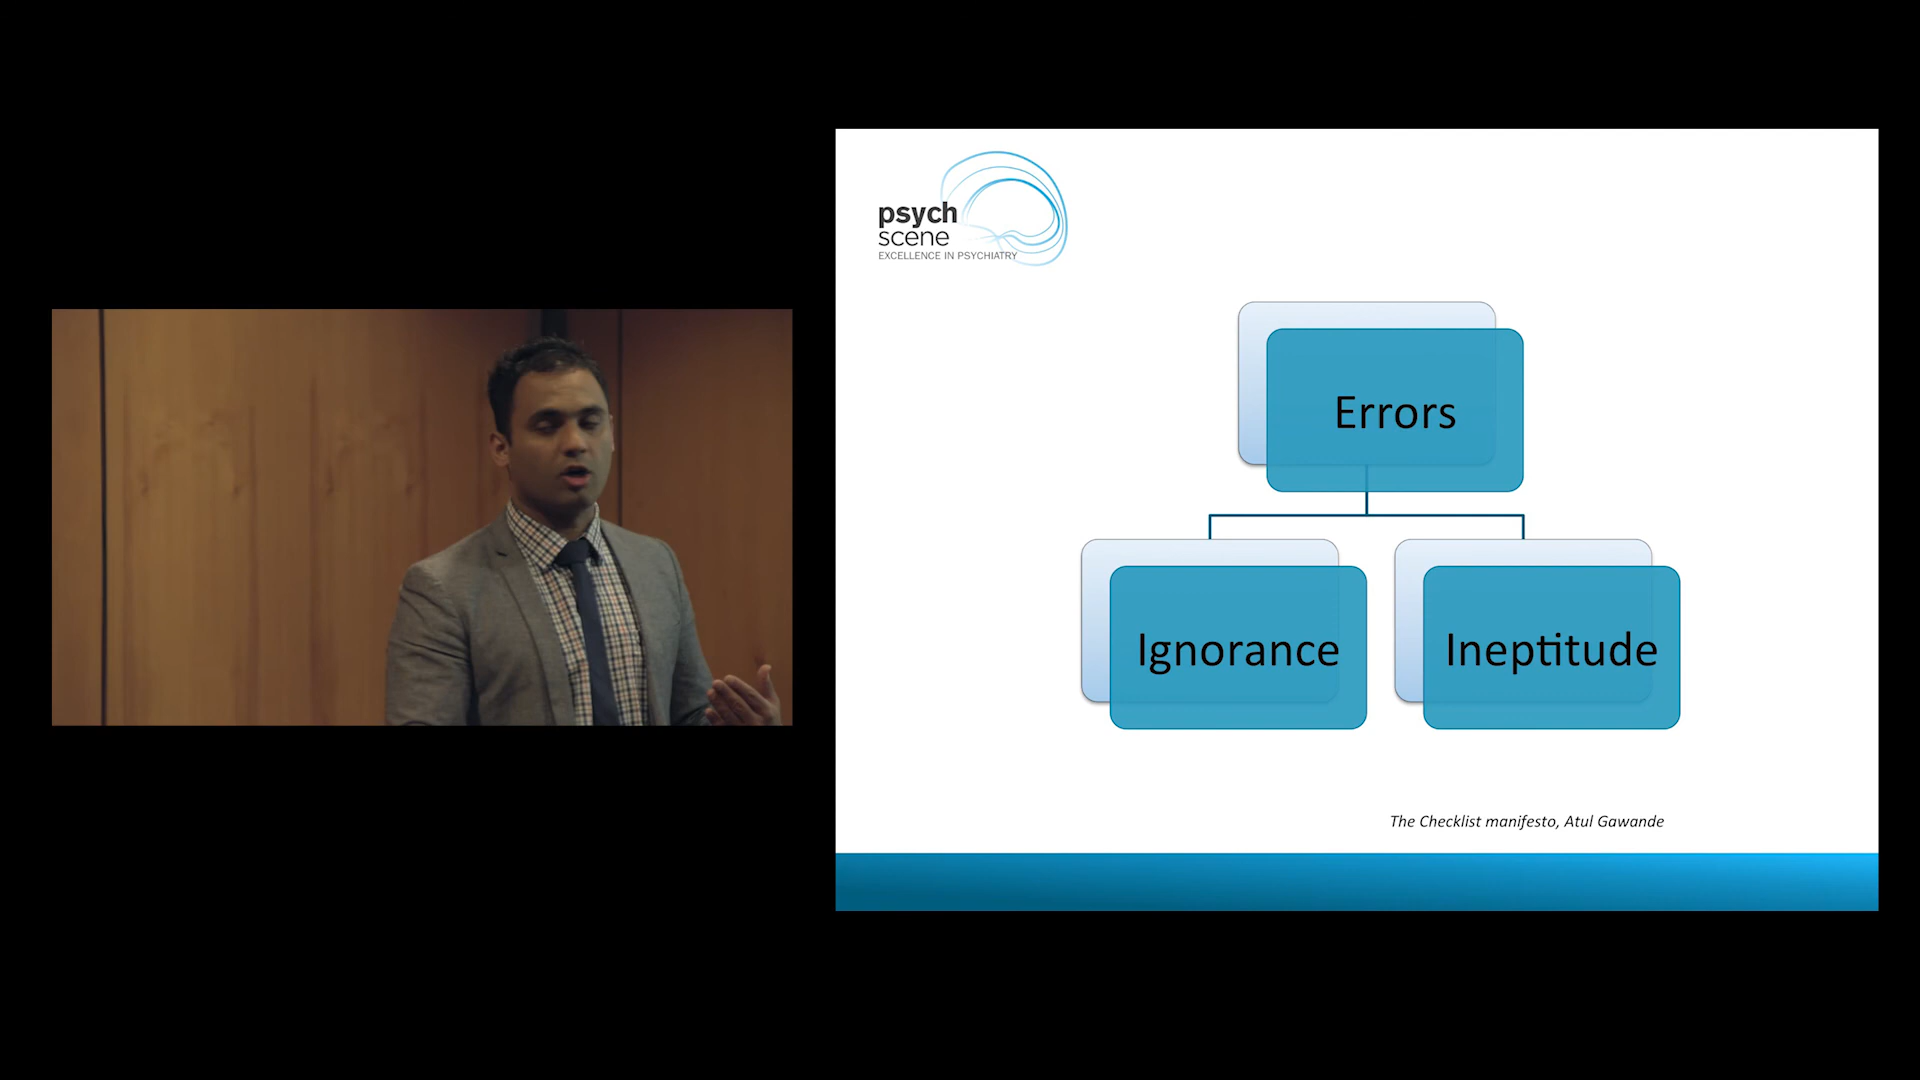 psych
scene
EXCELLENCE IN PSYCHIATRY
Errors
Ignorance
Ineptitude
The Checklist manifesto, Atul Gawande